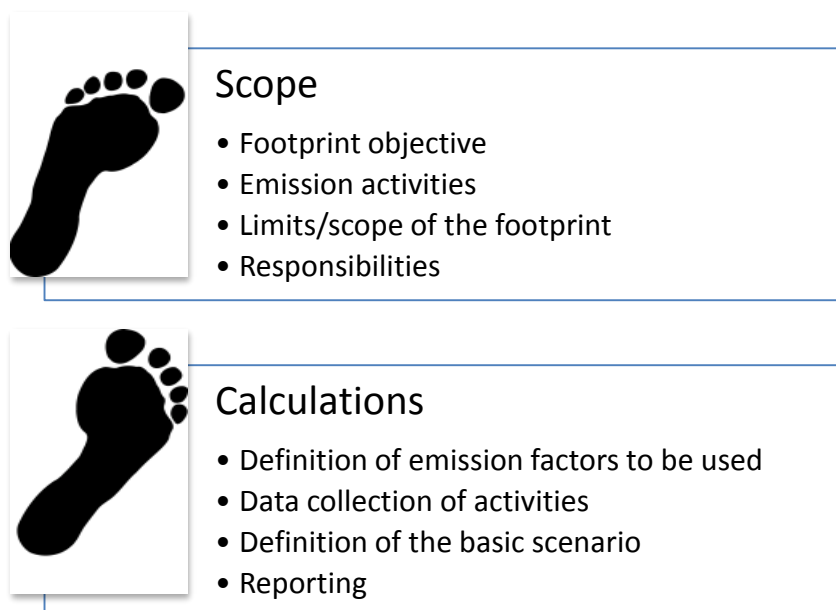 Scope
• Footprint objective
• Emission activities
• Limits/scope of the footprint
• Responsibilities
Calculations
• Definition of emission factors to be used
• Data collection of activities
• Definition of the basic scenario
• Reporting